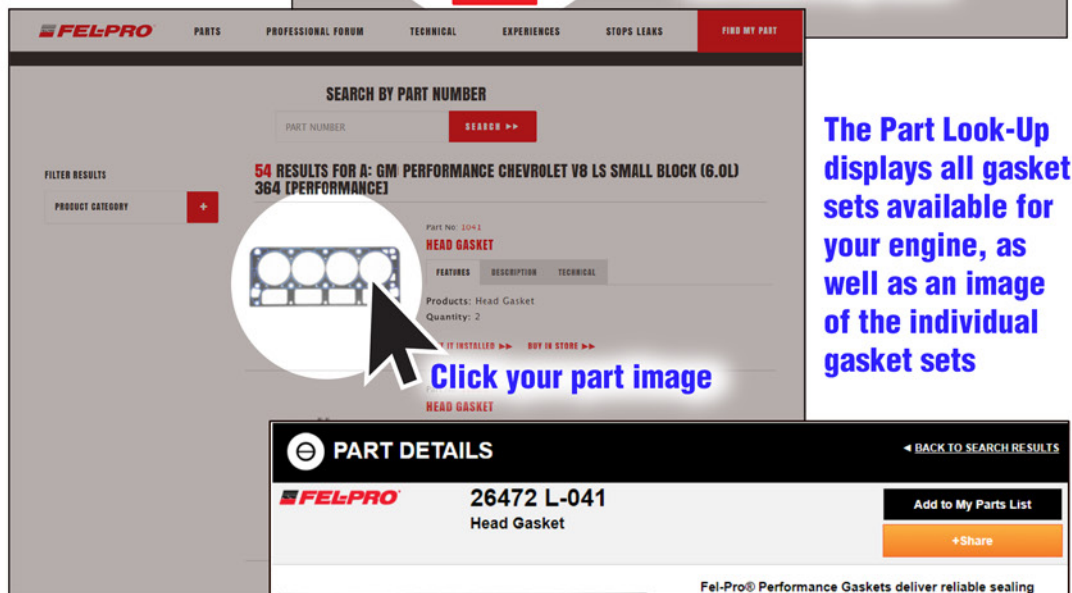 FEL-PRO
PARTS
PROFESSIONAL FORUM
TECHNICAL
EXPERIENCES
STOPS LEAKS
FIND MY PART
SEARCH BY PART NUMBER
PART NUMBER
SEARCH ▶▶
FILTER RESULTS
PRODUCT CATEGORY
+
54 RESULTS FOR A: GM PERFORMANCE CHEVROLET V8 LS SMALL BLOCK (6.0L)
364 [PERFORMANCE]
Part No: 1041
HEAD GASKET
FEATURES
DESCRIPTION
TECHNICAL
Products: Head Gasket
Quantity: 2
IT INSTALLED ▶▶
BUY IN STORE ▶▶
Click your part image
HEAD GASKET
The Part Look-Up
displays all gasket
sets available for
your engine, as
well as an image
of the individual
gasket sets
PART DETAILS
◀ BACK TO SEARCH RESULTS
FEL-PRO®
26472 L-041
Head Gasket
Add to My Parts List
+Share
Fel-Pro® Performance Gaskets deliver reliable sealing